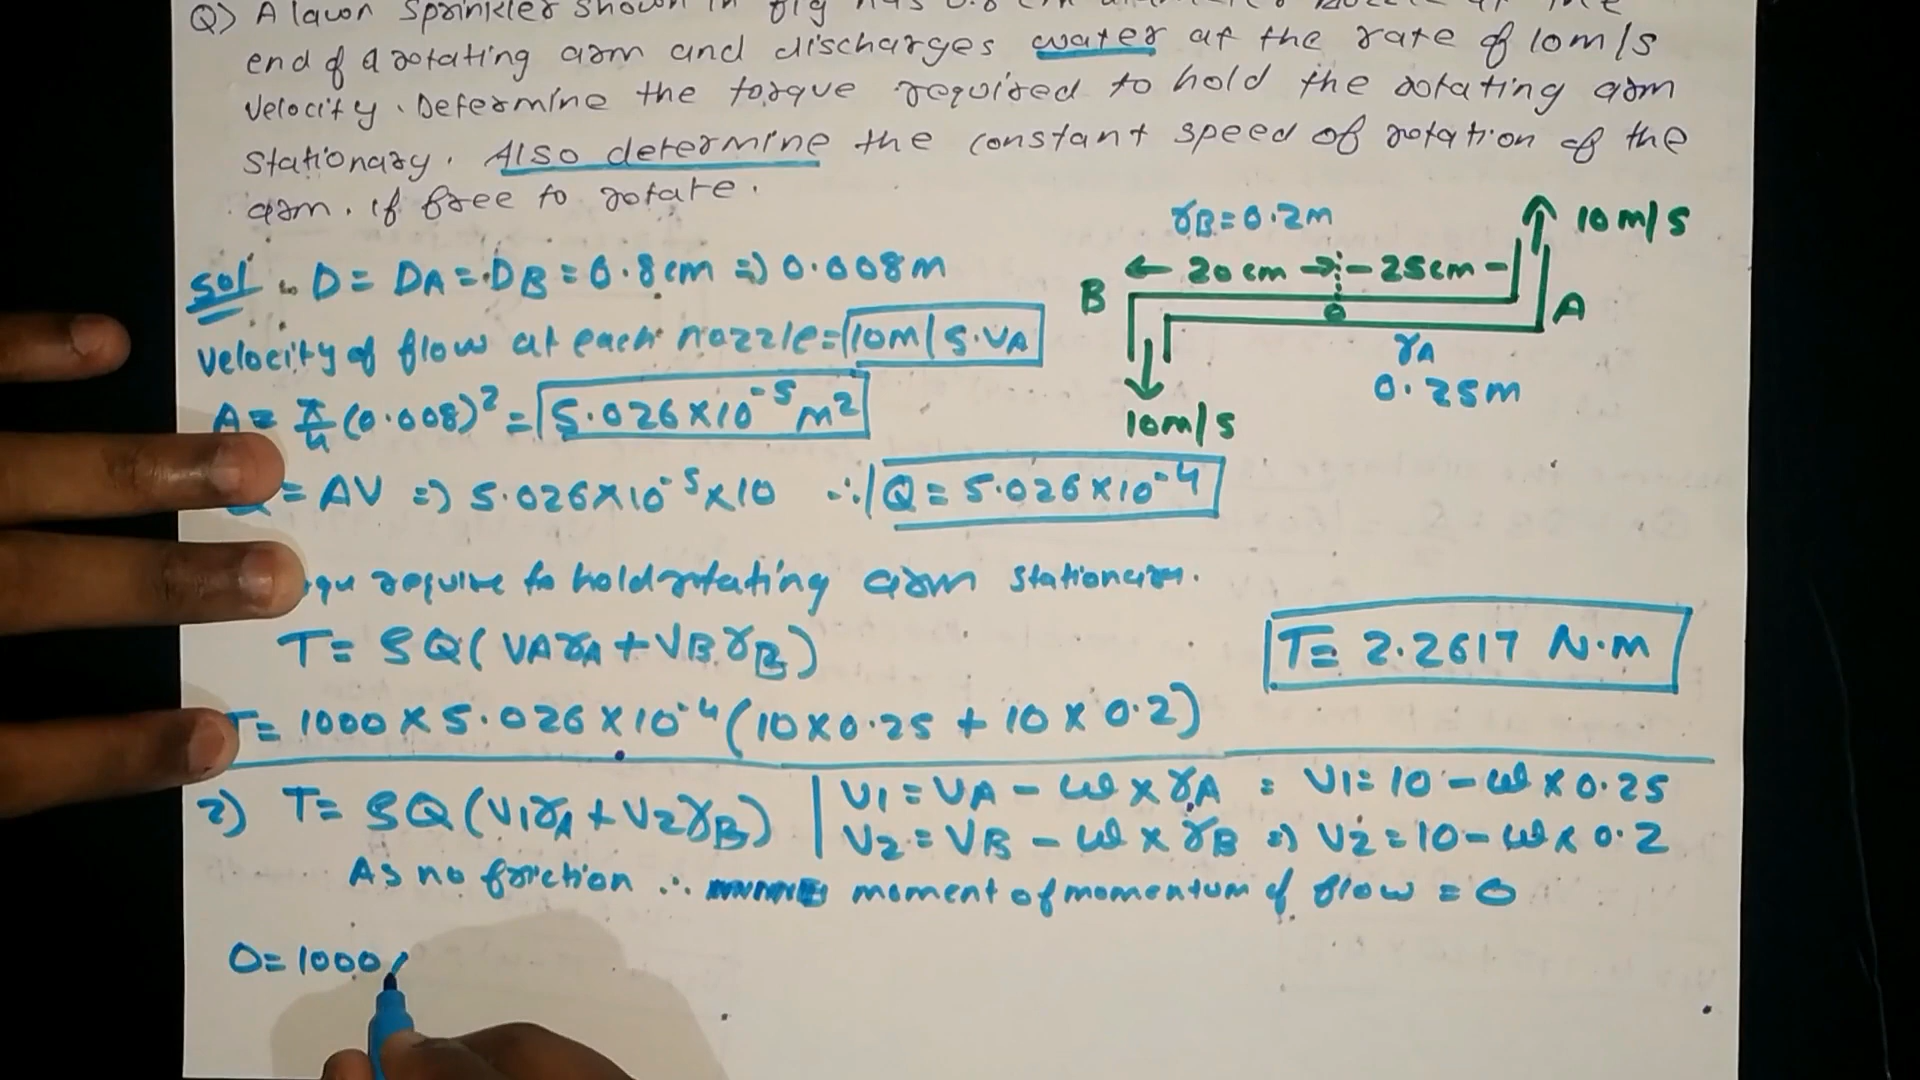 Q) A lawn sprinkler shown in fig has 0.8 cm
end of a rotating arm and discharges water at the rate of 10m/s
velocity. Determine the torque required to hold the rotating arm
stationary. Also determine the constant speed of rotation of the
arm. if free to rotate.
rB=0.2m
10m/s
← 20 cm → – 25cm –
B
A
O
rA
0.25m
10m/s
Sol. D= DA = DB = 0.8cm => 0.008m
velocity of flow at each nozzle=10m/s.VA
A= π/4 (0.008)² = 5.026×10⁻⁵ m²
= AV => 5.026×10⁻⁵×10 ∴ Q = 5.026×10⁻⁴
require to hold rotating arm stationary.
T= ρQ( VArA + VBrB)
T= 2.2617 N.m
T= 1000 × 5.026 × 10⁻⁴ (10×0.25 + 10 × 0.2)
2) T= ρQ(V1rA + V2rB)
V1 = VA – ω × rA = V1= 10 – ω × 0.25
V2 = VB – ω × rB => V2 = 10 – ω × 0.2
As no friction ∴ moment of momentum of flow = 0
0= 1000